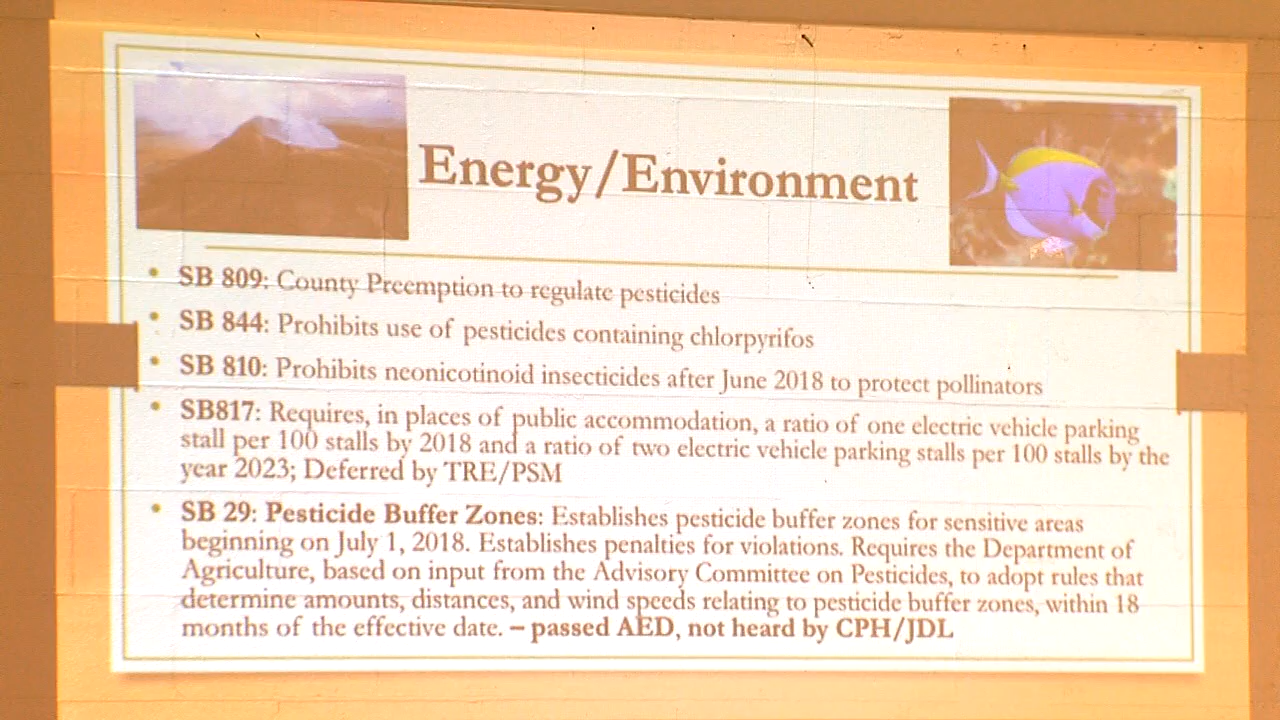 Energy/Environment
• SB 809: County Preemption to regulate pesticides
• SB 844: Prohibits use of pesticides containing chlorpyrifos
• SB 810: Prohibits neonicotinoid insecticides after June 2018 to protect pollinators
• SB817: Requires, in places of public accommodation, a ratio of one electric vehicle parking
stall per 100 stalls by 2018 and a ratio of two electric vehicle parking stalls per 100 stalls by the
year 2023; Deferred by TRE/PSM
• SB 29: Pesticide Buffer Zones: Establishes pesticide buffer zones for sensitive areas
beginning on July 1, 2018. Establishes penalties for violations. Requires the Department of
Agriculture, based on input from the Advisory Committee on Pesticides, to adopt rules that
determine amounts, distances, and wind speeds relating to pesticide buffer zones, within 18
months of the effective date. – passed AED, not heard by CPH/JDL